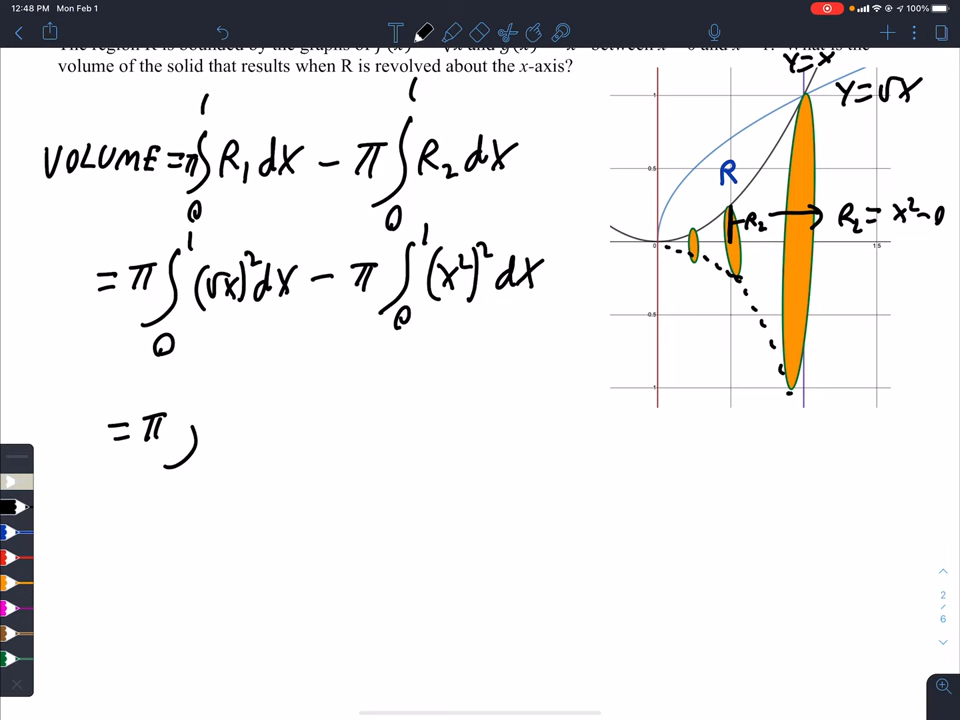 12:48 PM Mon Feb 1
100%
volume of the solid that results when R is revolved about the x-axis?
VOLUME = π∫₀¹ R₁ dx − π∫₀¹ R₂ dx
= π∫₀¹ (√x)² dx − π∫₀¹ (x²)² dx
= π
y = x
y = √x
R
R₂
R₂ = x² − 0
1
0.5
0
1.5
-0.5
-1
2
/
6
T